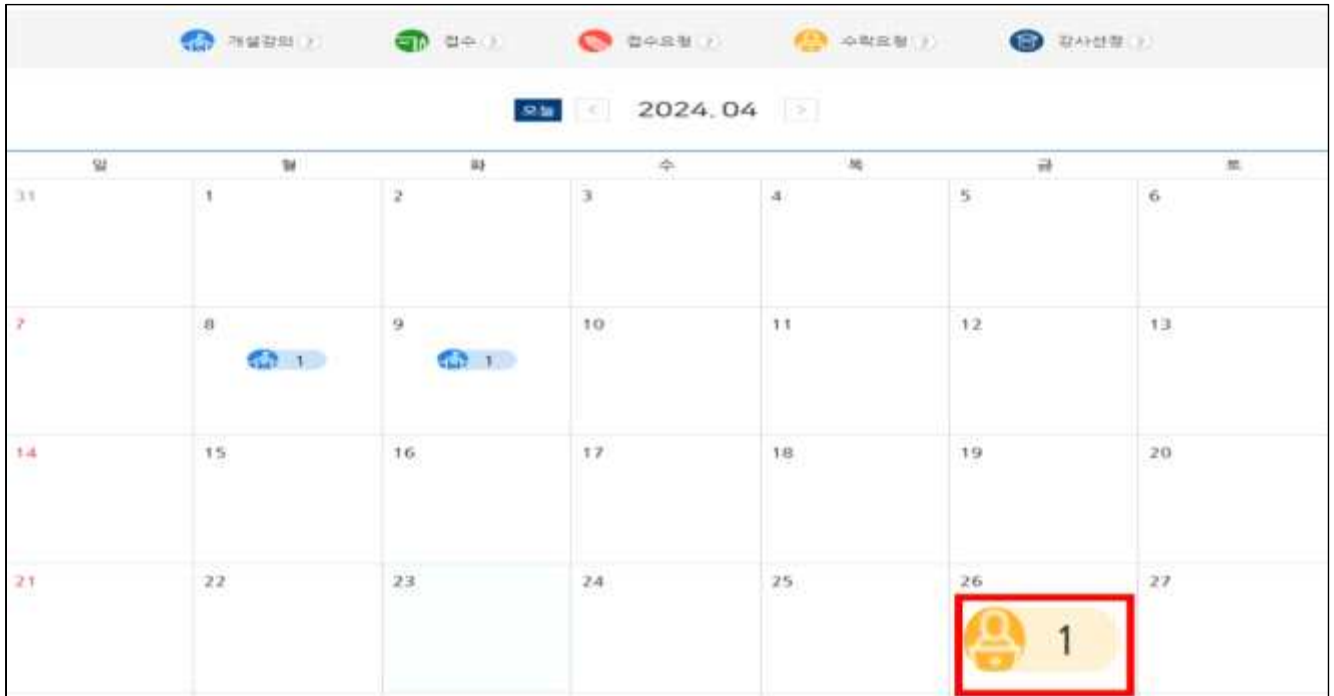 개설강의 ? 접수 ? 접수요청 ? 수락요청 ? 강사선정 ?
오늘 < 2024.04 >
일 월 화 수 목 금 토
31 1 2 3 4 5 6
7 8 9 10 11 12 13
1 1
14 15 16 17 18 19 20
21 22 23 24 25 26 27
1